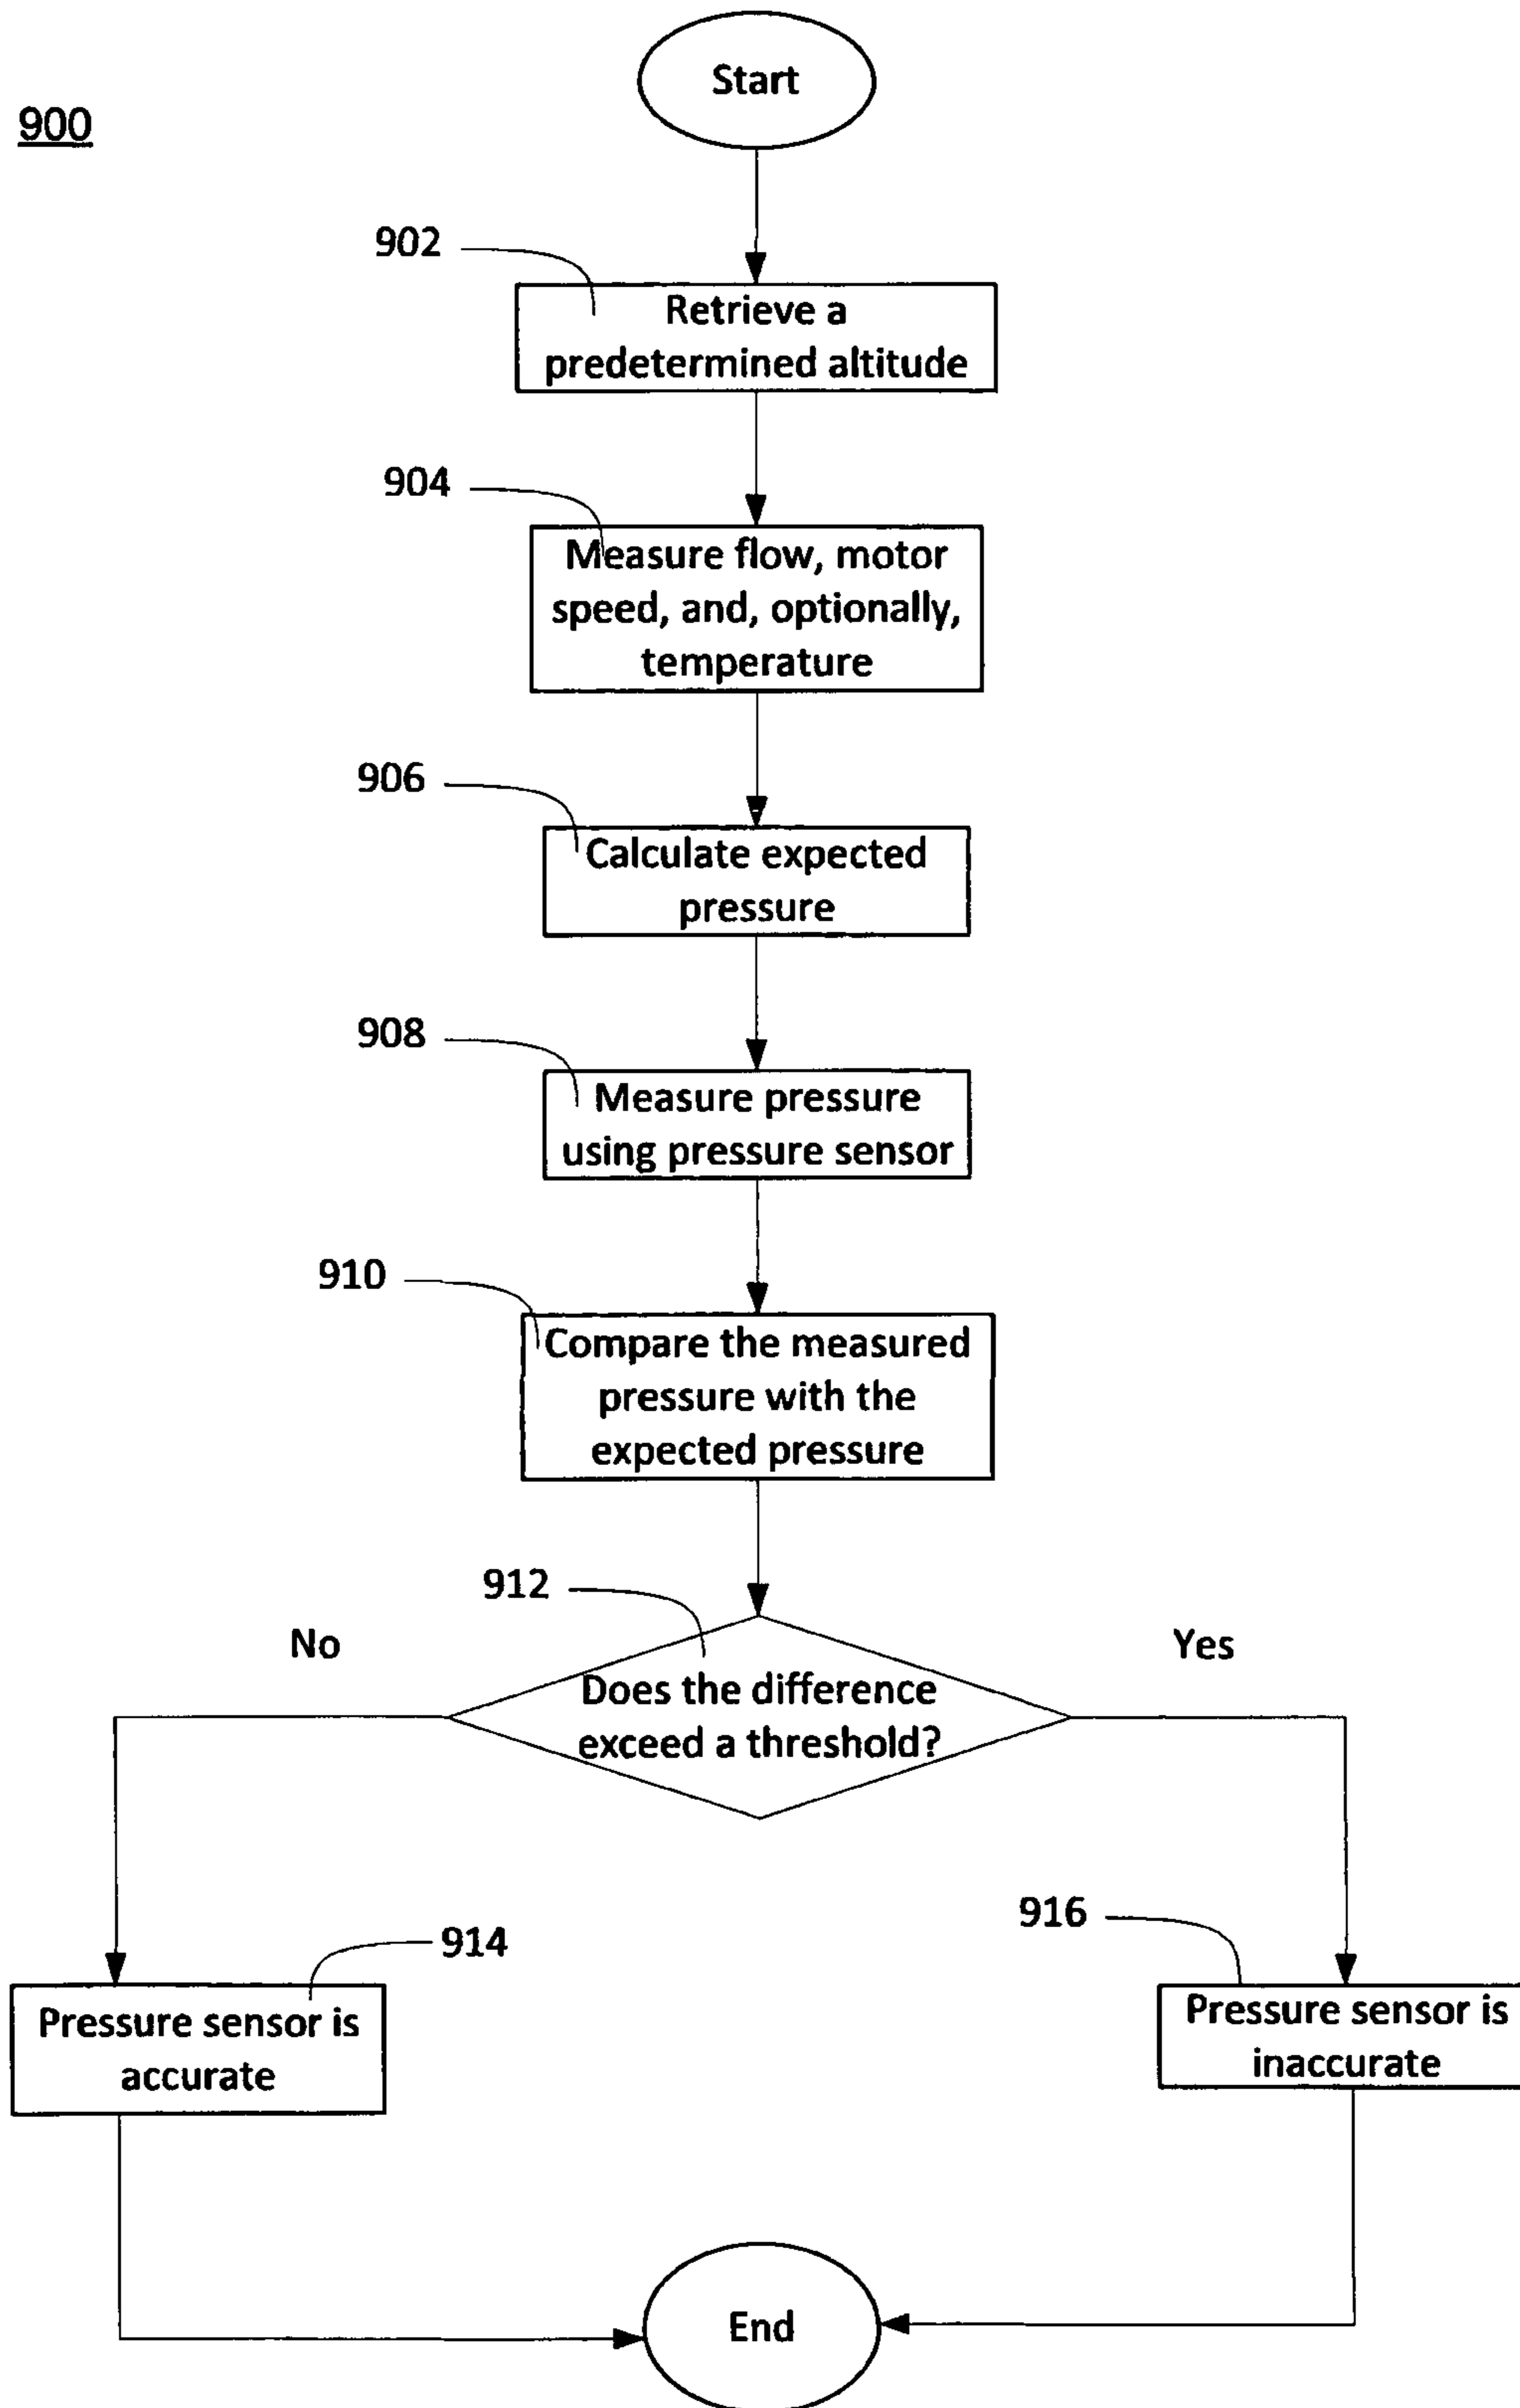 Start
900
902
Retrieve a
predetermined altitude
904
Measure flow, motor
speed, and, optionally,
temperature
906
Calculate expected
pressure
908
Measure pressure
using pressure sensor
910
Compare the measured
pressure with the
expected pressure
912
No
Yes
Does the difference
exceed a threshold?
916
914
Pressure sensor is
accurate
Pressure sensor is
inaccurate
End